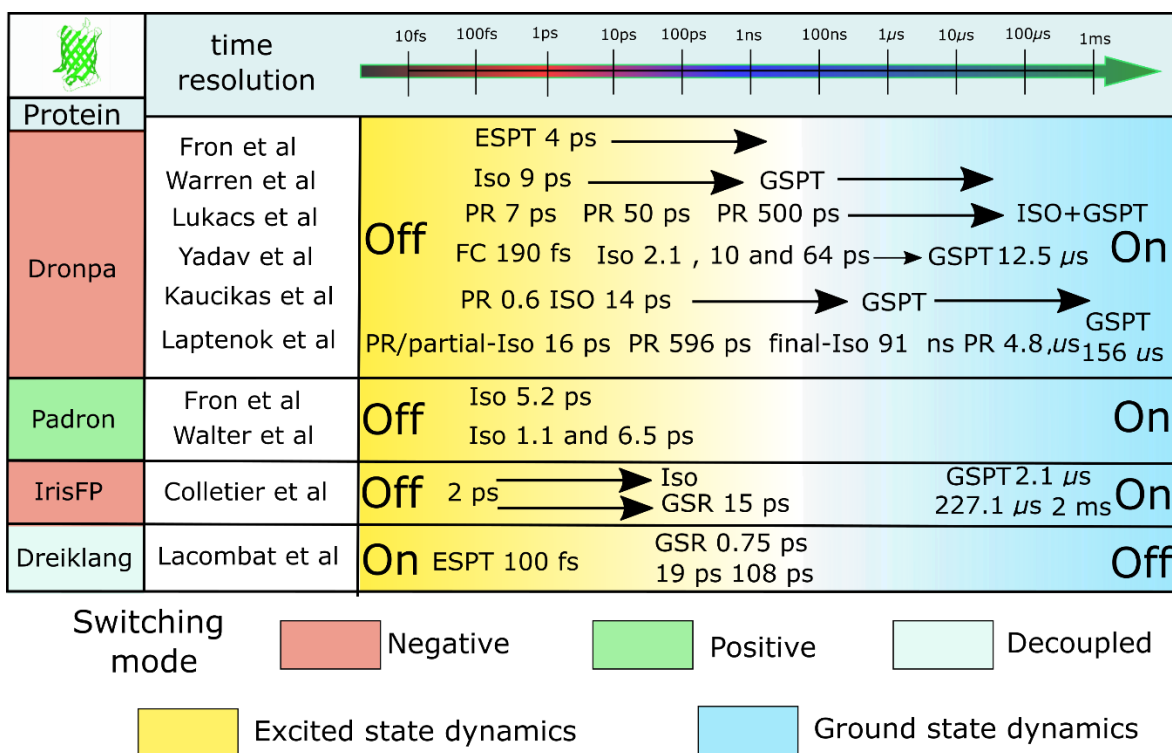 time resolution
10fs 100fs 1ps 10ps 100ps 1ns 100ns 1µs 10µs 100µs 1ms
Protein
Dronpa
Off
On
Fron et al ESPT 4 ps
Warren et al Iso 9 ps GSPT
Lukacs et al PR 7 ps PR 50 ps PR 500 ps ISO+GSPT
Yadav et al FC 190 fs Iso 2.1 , 10 and 64 ps GSPT 12.5 µs
Kaucikas et al PR 0.6 ISO 14 ps GSPT
Laptenok et al PR/partial-Iso 16 ps PR 596 ps final-Iso 91 ns PR 4.8,µs GSPT 156 us
Padron
Off
On
Fron et al Iso 5.2 ps
Walter et al Iso 1.1 and 6.5 ps
IrisFP Colletier et al Off 2 ps Iso GSPT 2.1 µs On
GSR 15 ps 227.1 µs 2 ms
Dreiklang Lacombat et al On ESPT 100 fs GSR 0.75 ps Off
19 ps 108 ps
Switching mode
Negative Positive Decoupled
Excited state dynamics Ground state dynamics